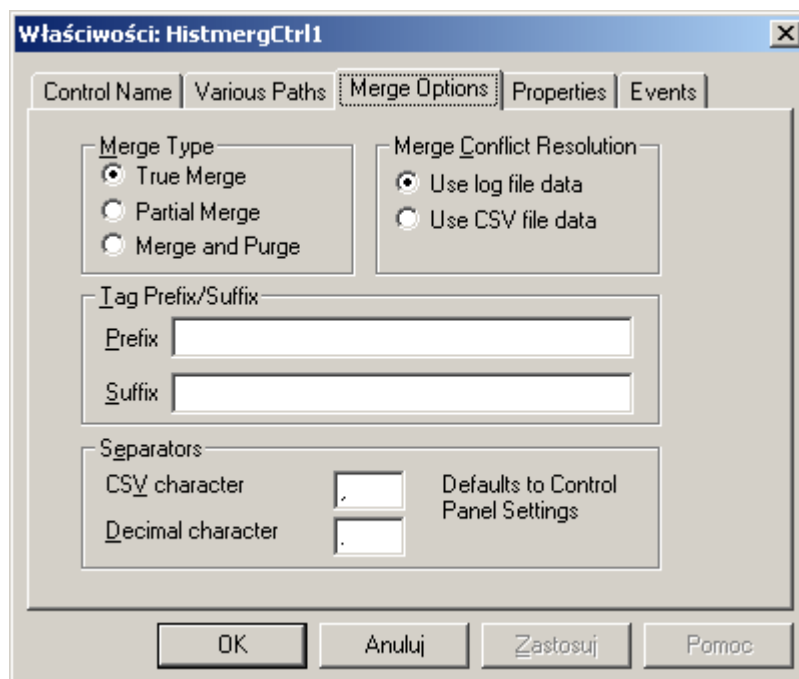 Właściwości: HistmergCtrl1
Control Name Various Paths Merge Options Properties Events
Merge Type
True Merge
Partial Merge
Merge and Purge
Merge Conflict Resolution
Use log file data
Use CSV file data
Tag Prefix/Suffix
Prefix
Suffix
Separators
CSV character ,
Decimal character .
Defaults to Control
Panel Settings
OK Anuluj Zastosuj Pomoc